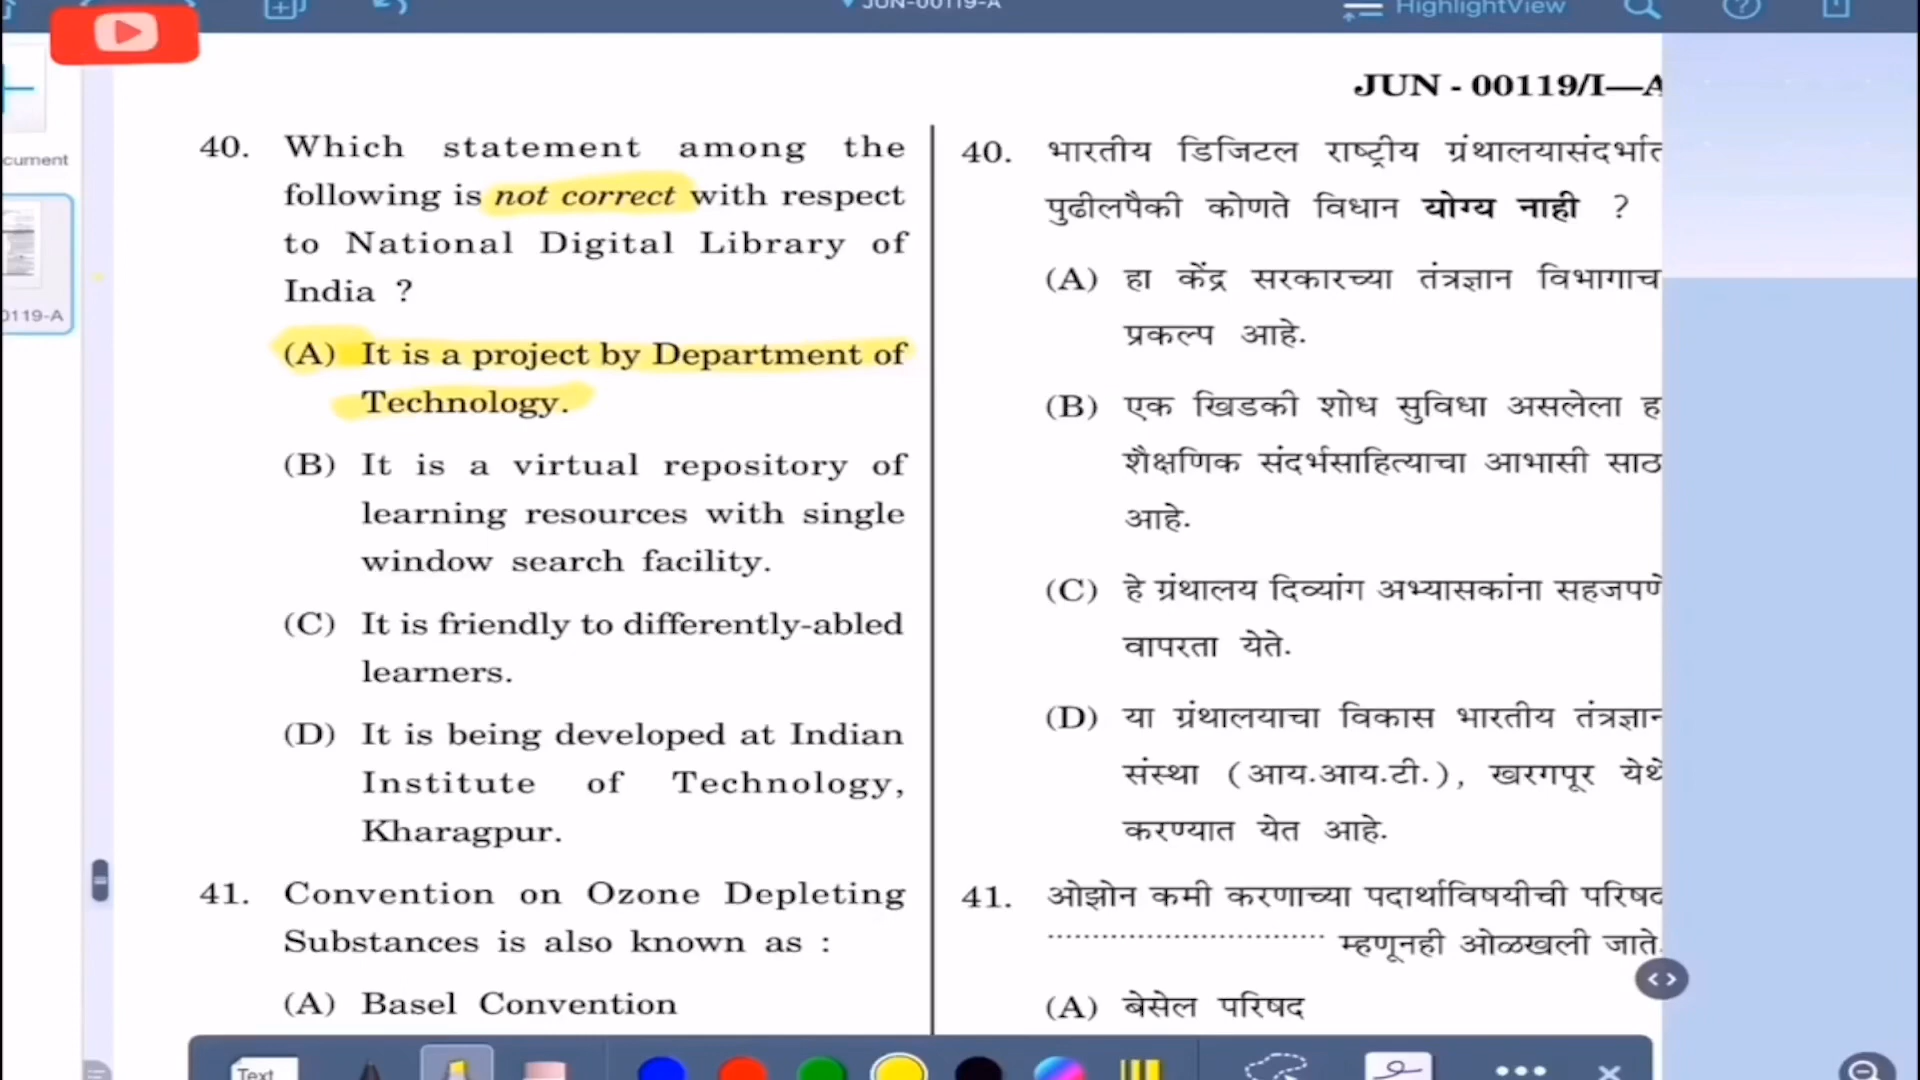 JUN-00119-A
HighlightView
cument
0119-A
JUN - 00119/I—A
40. Which statement among the
following is not correct with respect
to National Digital Library of
India ?
(A) It is a project by Department of
Technology.
(B) It is a virtual repository of
learning resources with single
window search facility.
(C) It is friendly to differently-abled
learners.
(D) It is being developed at Indian
Institute of Technology,
Kharagpur.
41. Convention on Ozone Depleting
Substances is also known as :
(A) Basel Convention
40. भारतीय डिजिटल राष्ट्रीय ग्रंथालयासंदर्भात
पुढीलपैकी कोणते विधान योग्य नाही ?
(A) हा केंद्र सरकारच्या तंत्रज्ञान विभागाच
प्रकल्प आहे.
(B) एक खिडकी शोध सुविधा असलेला ह
शैक्षणिक संदर्भसाहित्याचा आभासी साठ
आहे.
(C) हे ग्रंथालय दिव्यांग अभ्यासकांना सहजपणे
वापरता येते.
(D) या ग्रंथालयाचा विकास भारतीय तंत्रज्ञान
संस्था (आय.आय.टी.), खरगपूर येथे
करण्यात येत आहे.
41. ओझोन कमी करणाच्या पदार्थाविषयीची परिषद
............................ म्हणूनही ओळखली जाते.
(A) बेसेल परिषद
Text